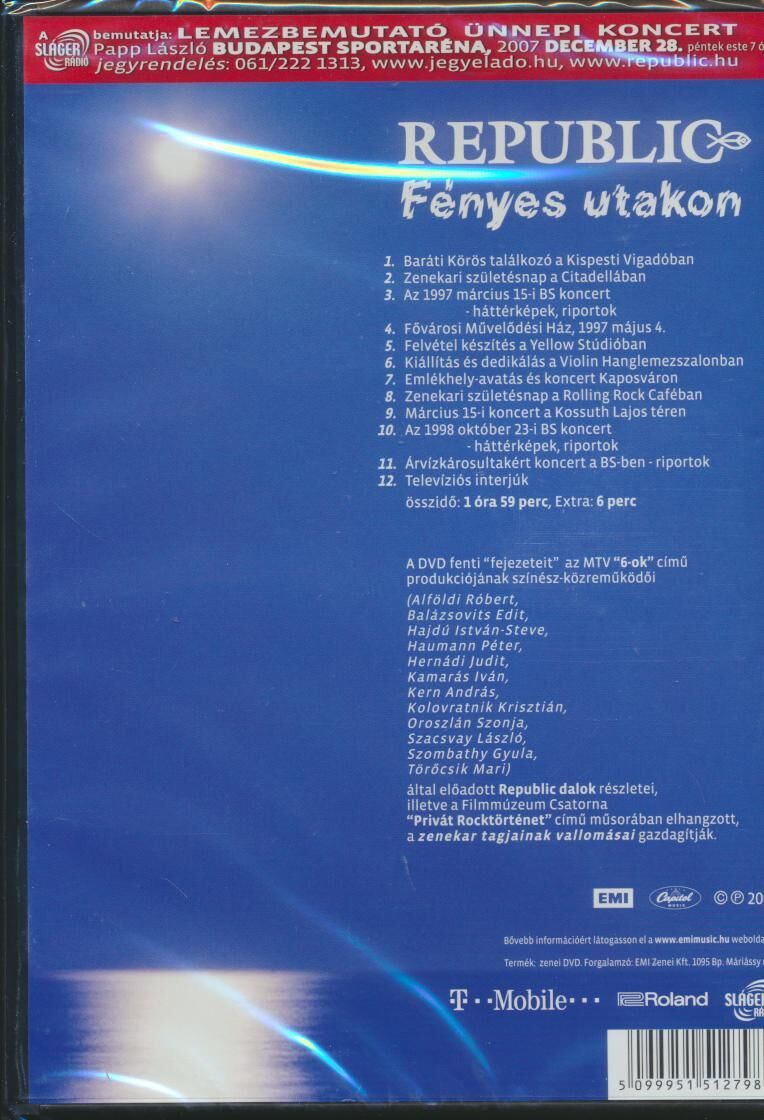 A SLÁGER RÁDIÓ bemutatja: LEMEZBEMUTATÓ ÜNNEPI KONCERT
Papp László BUDAPEST SPORTARÉNA, 2007 DECEMBER 28. péntek este 7 ó
jegyrendelés: 061/222 1313, www.jegyelado.hu, www.republic.hu
REPUBLIC
Fényes utakon
1. Baráti Körös találkozó a Kispesti Vigadóban
2. Zenekari születésnap a Citadellában
3. Az 1997 március 15-i BS koncert
- háttérképek, riportok
4. Fővárosi Művelődési Ház, 1997 május 4.
5. Felvétel készítés a Yellow Stúdióban
6. Kiállítás és dedikálás a Violin Hanglemezszalonban
7. Emlékhely-avatás és koncert Kaposváron
8. Zenekari születésnap a Rolling Rock Caféban
9. Március 15-i koncert a Kossuth Lajos téren
10. Az 1998 október 23-i BS koncert
- háttérképek, riportok
11. Árvízkárosultakért koncert a BS-ben - riportok
12. Televíziós interjúk
összidő: 1 óra 59 perc, Extra: 6 perc
A DVD fenti "fejezeteit" az MTV "6-ok" című
produkciójának színész-közreműködői
(Alföldi Róbert,
Balázsovits Edit,
Hajdú István-Steve,
Haumann Péter,
Hernádi Judit,
Kamarás Iván,
Kern András,
Kolovratnik Krisztián,
Oroszlán Szonja,
Szacsvay László,
Szombathy Gyula,
Törőcsik Mari)
által előadott Republic dalok részletei,
illetve a Filmmúzeum Csatorna
"Privát Rocktörténet" című műsorában elhangzott,
a zenekar tagjainak vallomásai gazdagítják.
EMI Capitol MUSIC © ℗ 20
Bővebb információért látogasson el a www.emimusic.hu webolda
Termék: zenei DVD. Forgalmazó: EMI Zenei Kft. 1095 Bp. Máriássy
T··Mobile··· Roland SLÁGER RÁ
5 099951 512798